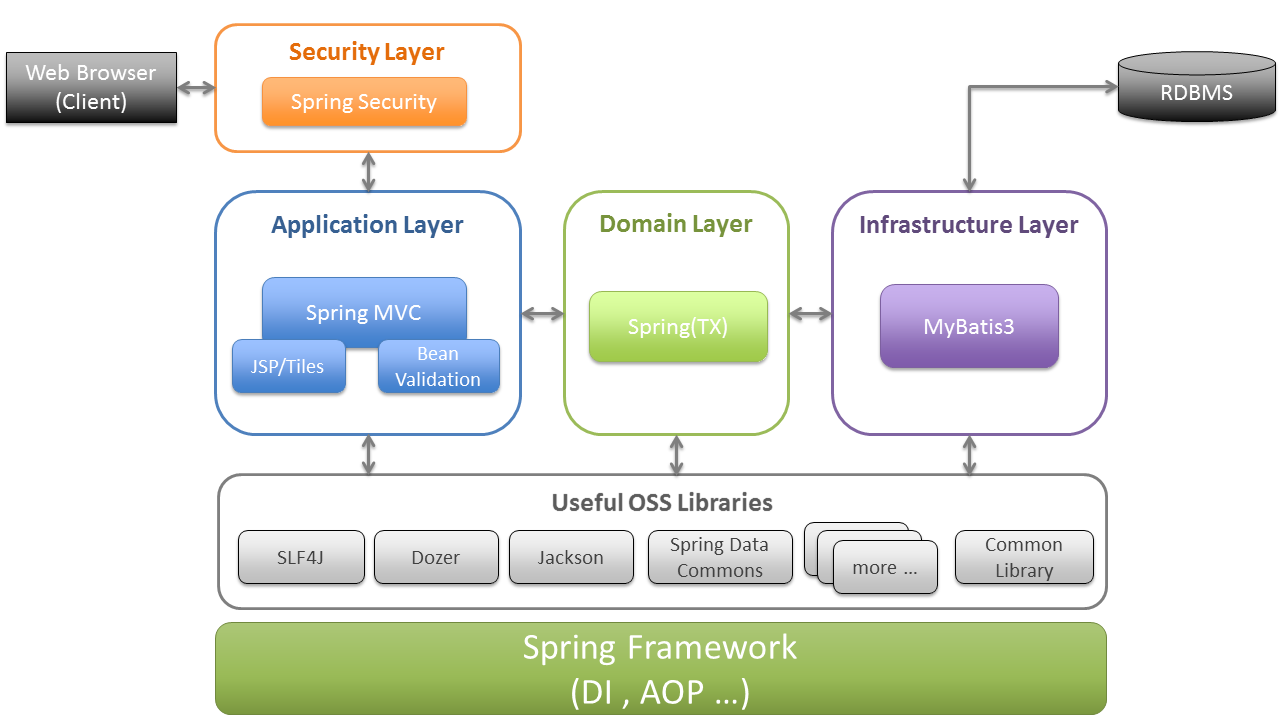 Security Layer
Web Browser
(Client)
Spring Security
RDBMS
Application Layer
Domain Layer
Infrastructure Layer
Spring MVC
Spring(TX)
MyBatis3
JSP/Tiles
Bean
Validation
Useful OSS Libraries
SLF4J
Dozer
Jackson
Spring Data
Commons
more ...
Common
Library
Spring Framework
(DI , AOP ...)